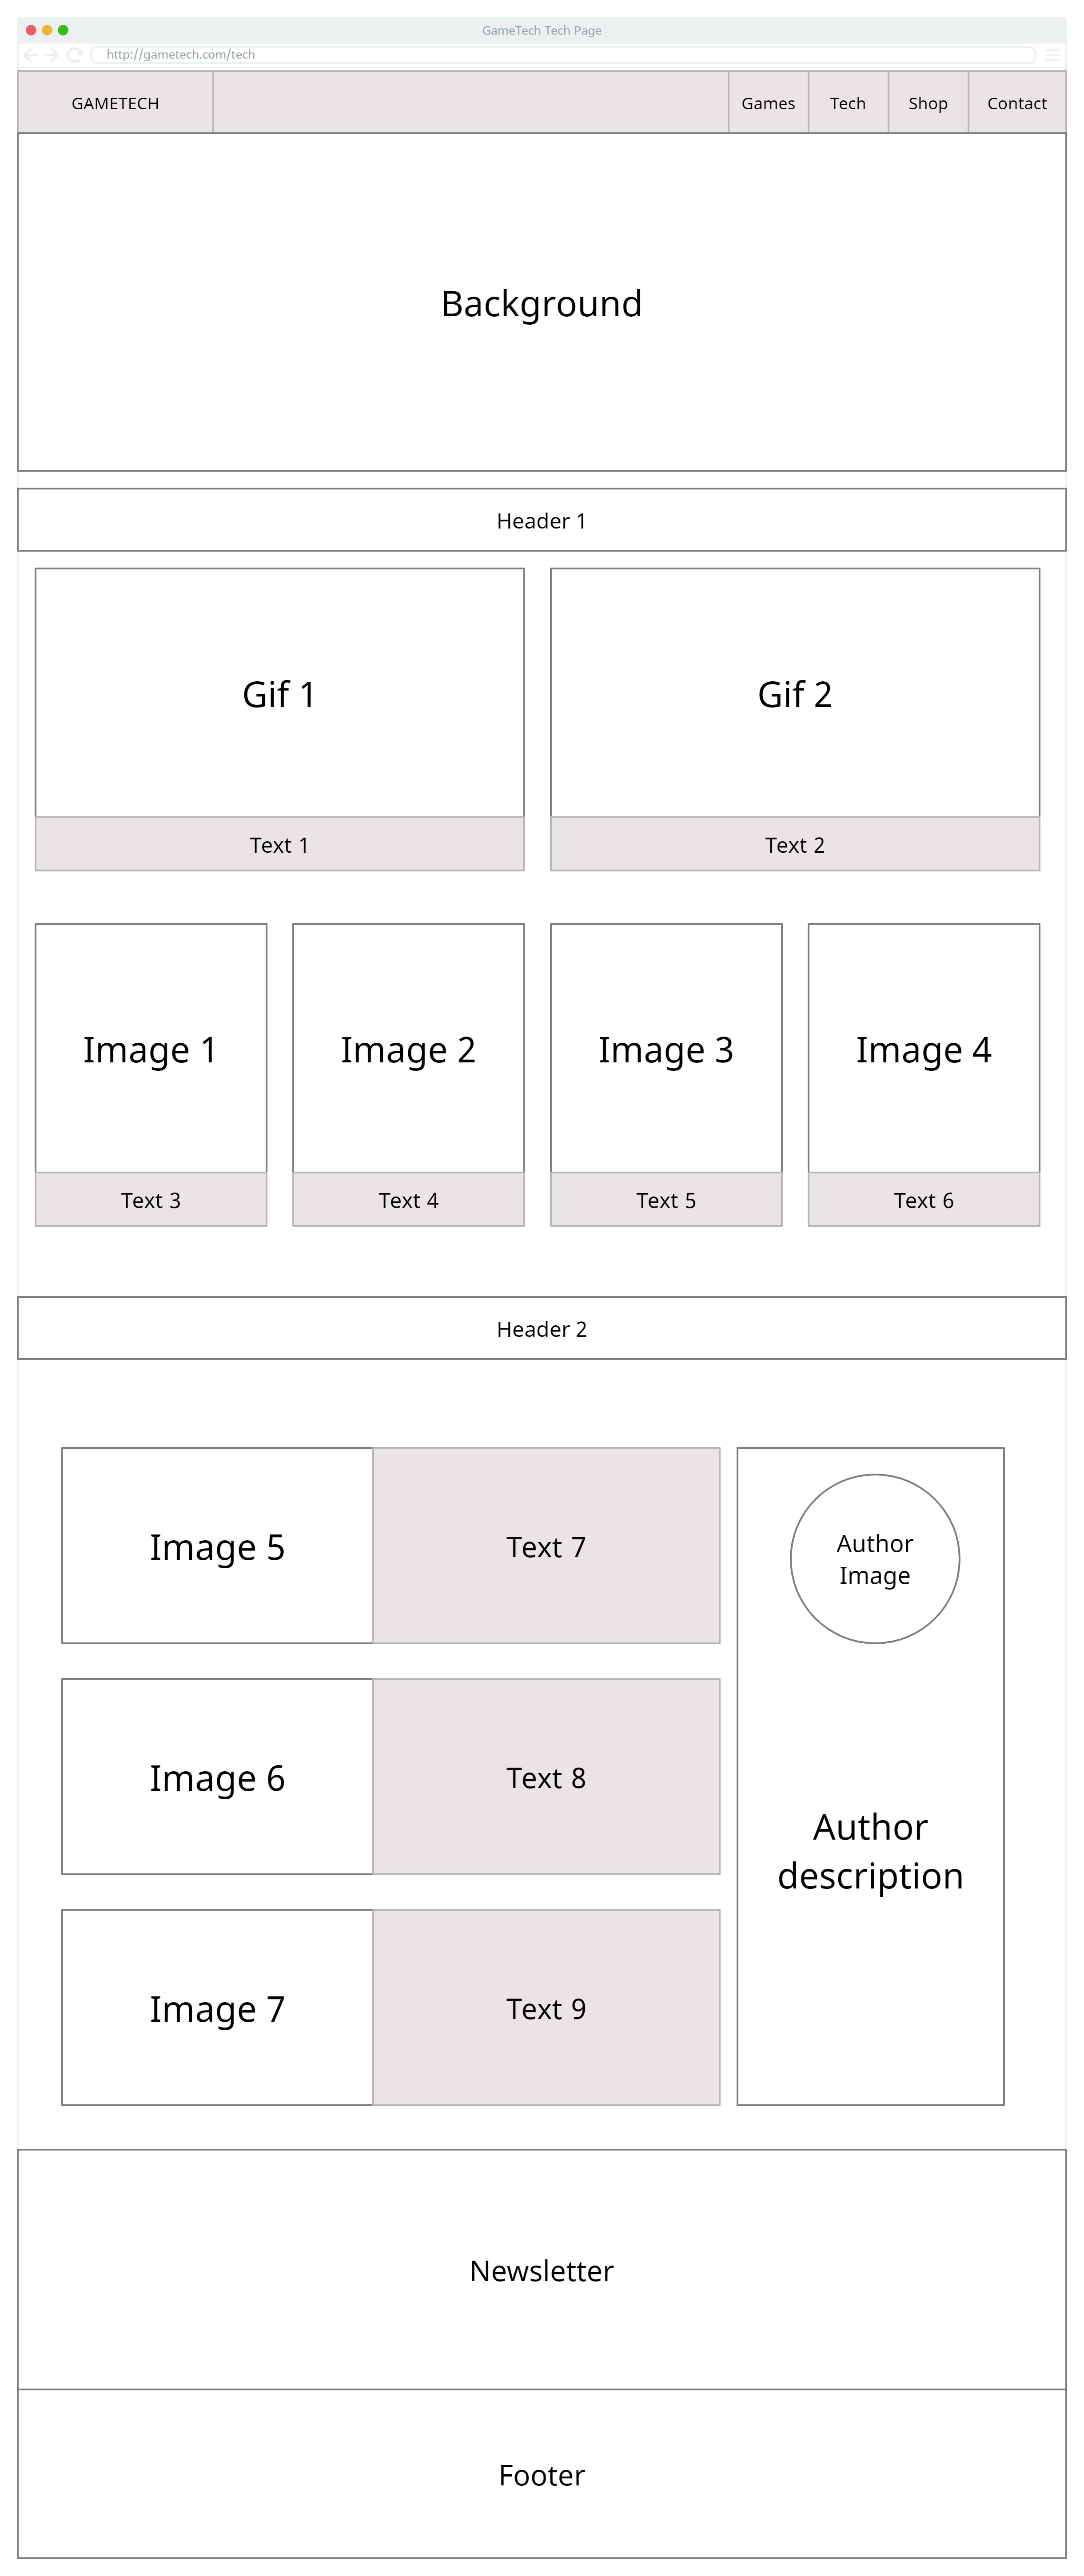 GameTech Tech Page
http://gametech.com/tech
GAMETECH
Games
Tech
Shop
Contact
Background
Header 1
Gif 1
Gif 2
Text 1
Text 2
Image 1
Image 2
Image 3
Image 4
Text 3
Text 4
Text 5
Text 6
Header 2
Image 5
Text 7
Image 6
Text 8
Image 7
Text 9
Author
Image
Author
description
Newsletter
Footer